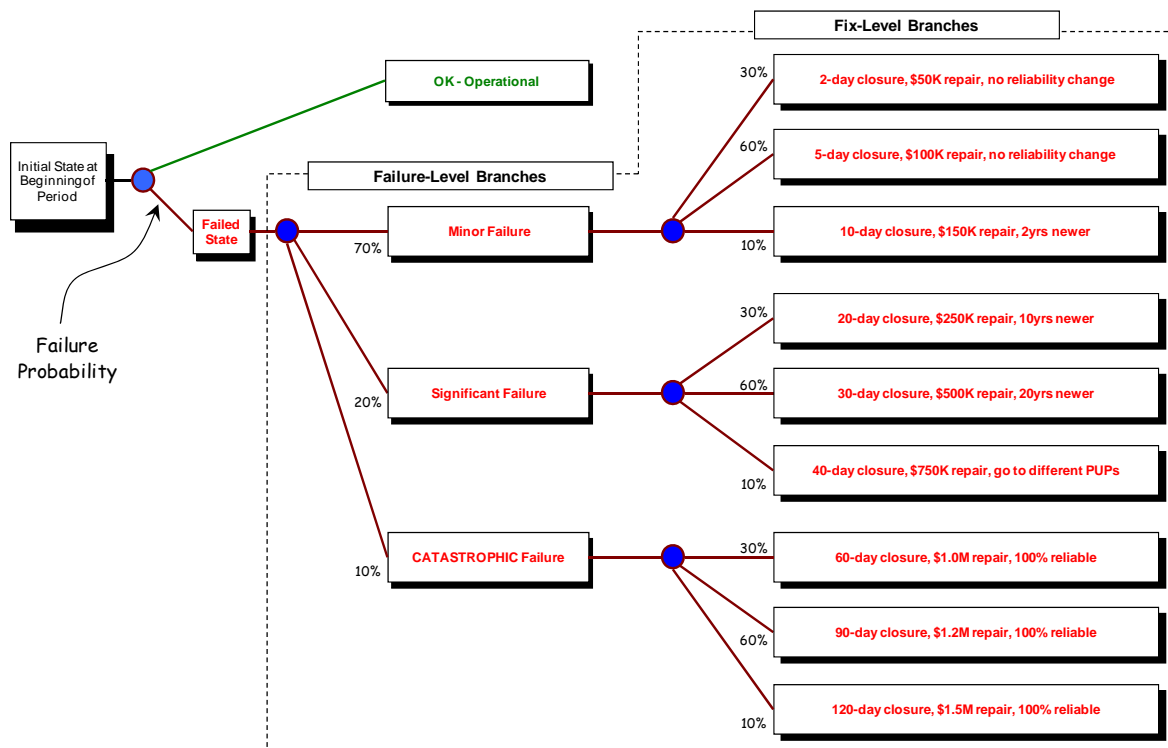 Fix-Level Branches
OK - Operational
30%
2-day closure, $50K repair, no reliability change
60%
5-day closure, $100K repair, no reliability change
Initial State at
Beginning of
Period
Failure-Level Branches
Failed
State
70%
Minor Failure
10%
10-day closure, $150K repair, 2yrs newer
Failure
Probability
30%
20-day closure, $250K repair, 10yrs newer
20%
Significant Failure
60%
30-day closure, $500K repair, 20yrs newer
10%
40-day closure, $750K repair, go to different PUPs
10%
CATASTROPHIC Failure
30%
60-day closure, $1.0M repair, 100% reliable
60%
90-day closure, $1.2M repair, 100% reliable
10%
120-day closure, $1.5M repair, 100% reliable